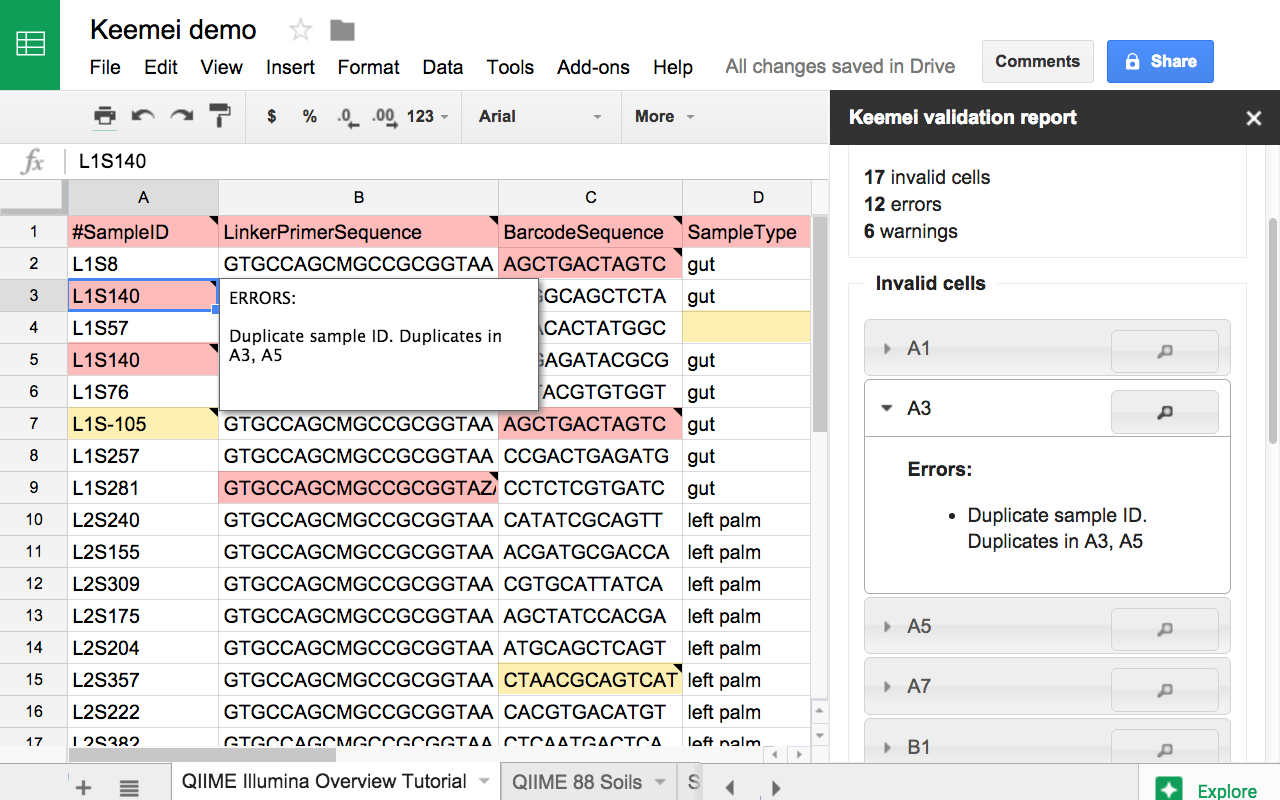 Keemei demo
File Edit View Insert Format Data Tools Add-ons Help All changes saved in Drive
Comments Share
$ % .0 .00 123 Arial More
fx L1S140
A B C D
1 #SampleID LinkerPrimerSequence BarcodeSequence SampleType
2 L1S8 GTGCCAGCMGCCGCGGTAA AGCTGACTAGTC gut
3 L1S140 GGCAGCTCTA gut
4 L1S57 ACACTATGGC
5 L1S140 GAGATACGCG gut
6 L1S76 TACGTGTGGT gut
ERRORS:
Duplicate sample ID. Duplicates in
A3, A5
7 L1S-105 GTGCCAGCMGCCGCGGTAA AGCTGACTAGTC gut
8 L1S257 GTGCCAGCMGCCGCGGTAA CCGACTGAGATG gut
9 L1S281 GTGCCAGCMGCCGCGGTAZ CCTCTCGTGATC gut
10 L2S240 GTGCCAGCMGCCGCGGTAA CATATCGCAGTT left palm
11 L2S155 GTGCCAGCMGCCGCGGTAA ACGATGCGACCA left palm
12 L2S309 GTGCCAGCMGCCGCGGTAA CGTGCATTATCA left palm
13 L2S175 GTGCCAGCMGCCGCGGTAA AGCTATCCACGA left palm
14 L2S204 GTGCCAGCMGCCGCGGTAA ATGCAGCTCAGT left palm
15 L2S357 GTGCCAGCMGCCGCGGTAA CTAACGCAGTCAT left palm
16 L2S222 GTGCCAGCMGCCGCGGTAA CACGTGACATGT left palm
17 L2S382 GTGCCAGCMGCCGCGGTAA CTCAATGACTCA left palm
QIIME Illumina Overview Tutorial QIIME 88 Soils S
Keemei validation report
17 invalid cells
12 errors
6 warnings
Invalid cells
A1
A3
Errors:
• Duplicate sample ID.
Duplicates in A3, A5
A5
A7
B1
Explore